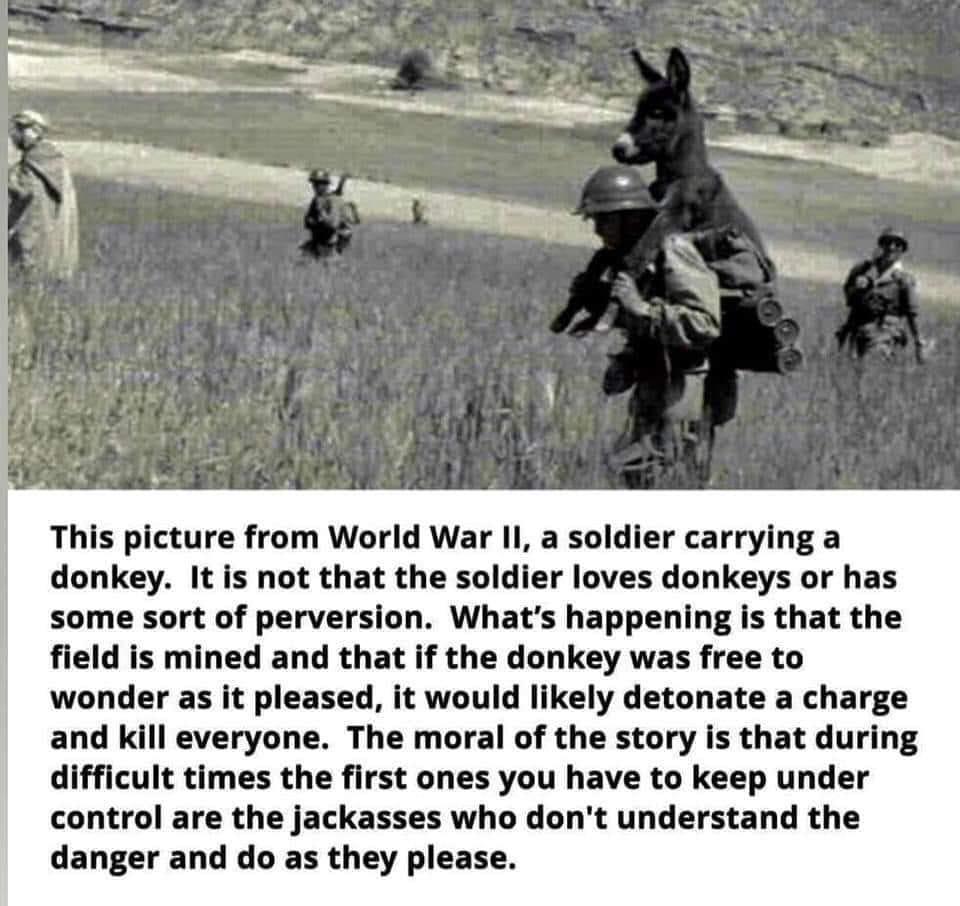 This picture from World War II, a soldier carrying a
donkey.  It is not that the soldier loves donkeys or has
some sort of perversion.  What's happening is that the
field is mined and that if the donkey was free to
wonder as it pleased, it would likely detonate a charge
and kill everyone.  The moral of the story is that during
difficult times the first ones you have to keep under
control are the jackasses who don't understand the
danger and do as they please.